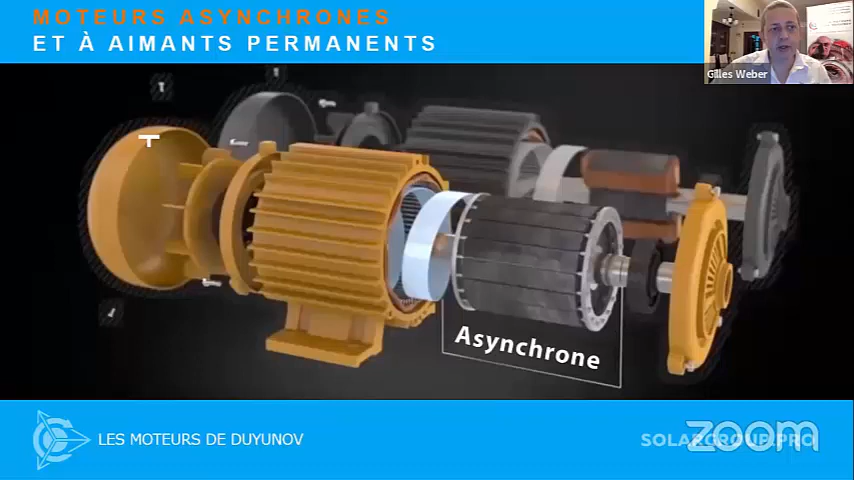 MOTEURS ASYNCHRONES
ET À AIMANTS PERMANENTS
Gilles Weber
Asynchrone
LES MOTEURS DE DUYUNOV
SOLARGROUP.PRO
zoom